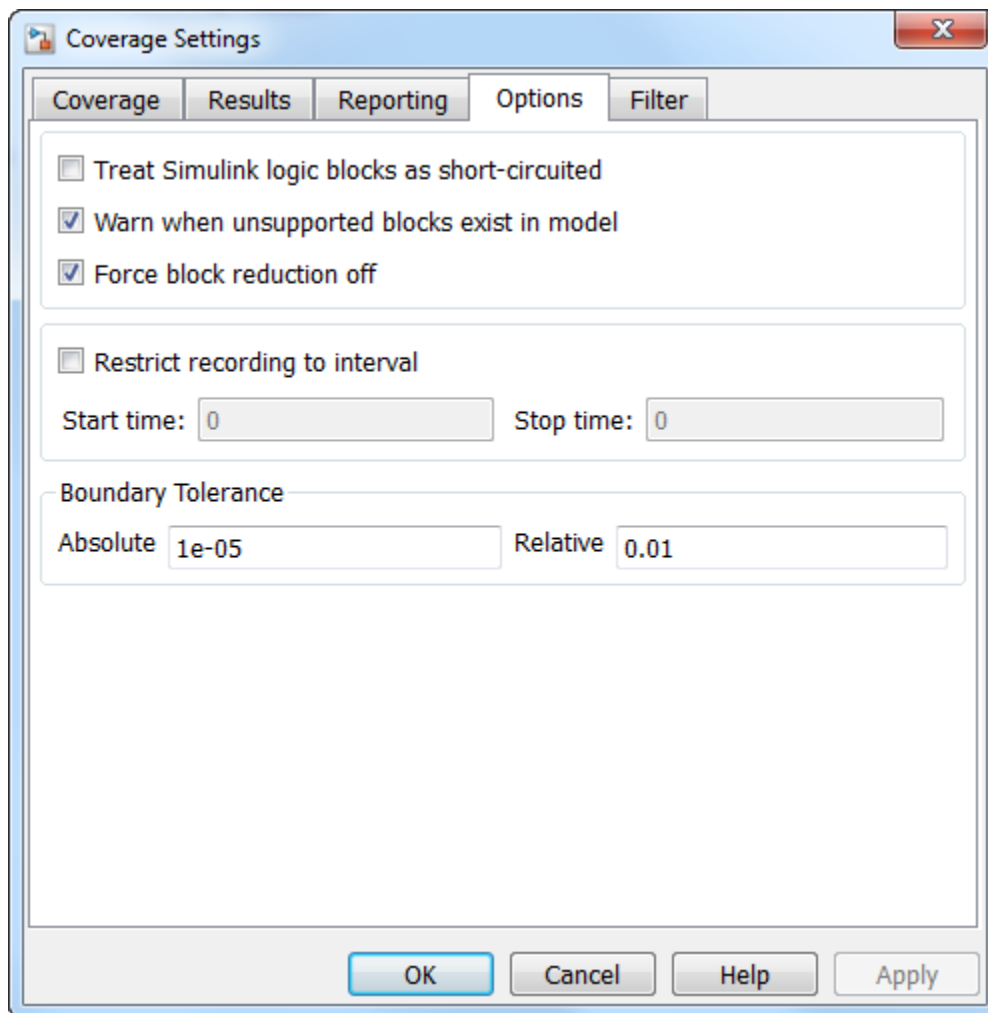 Coverage Settings
Coverage Results Reporting Options Filter
Treat Simulink logic blocks as short-circuited
Warn when unsupported blocks exist in model
Force block reduction off
Restrict recording to interval
Start time: 0 Stop time: 0
Boundary Tolerance
Absolute 1e-05 Relative 0.01
OK Cancel Help Apply